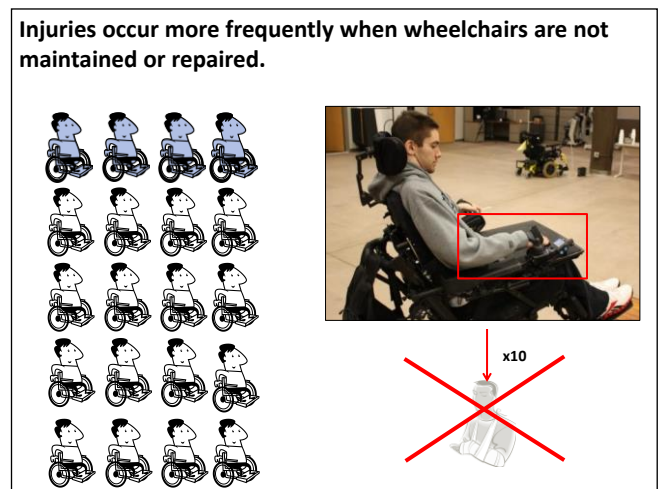 Injuries occur more frequently when wheelchairs are not
maintained or repaired.
x10